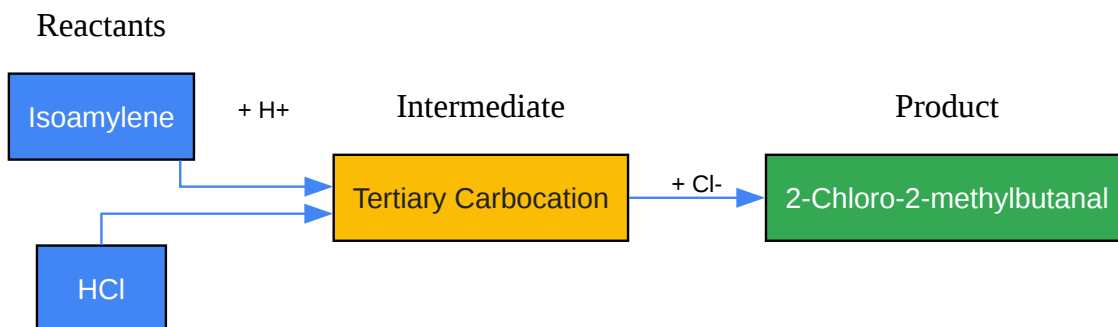 Reactants
Isoamylene
+ H+
Intermediate
Product
Tertiary Carbocation
+ Cl-
2-Chloro-2-methylbutanal
HCl